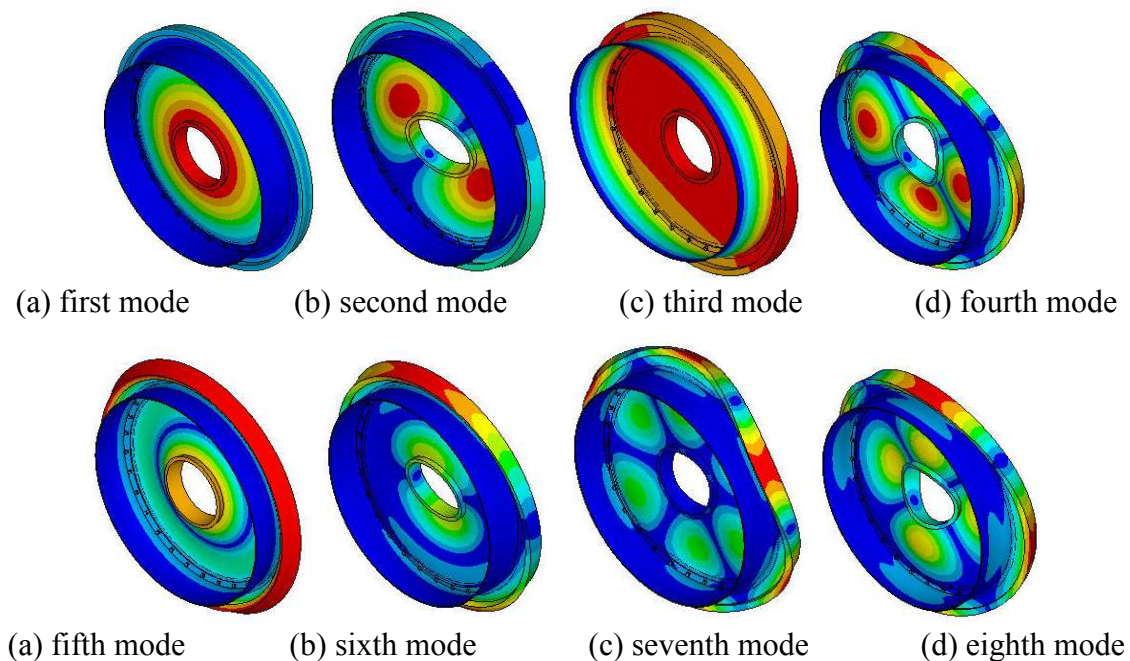 (a) first mode (b) second mode (c) third mode (d) fourth mode
(a) fifth mode (b) sixth mode (c) seventh mode (d) eighth mode